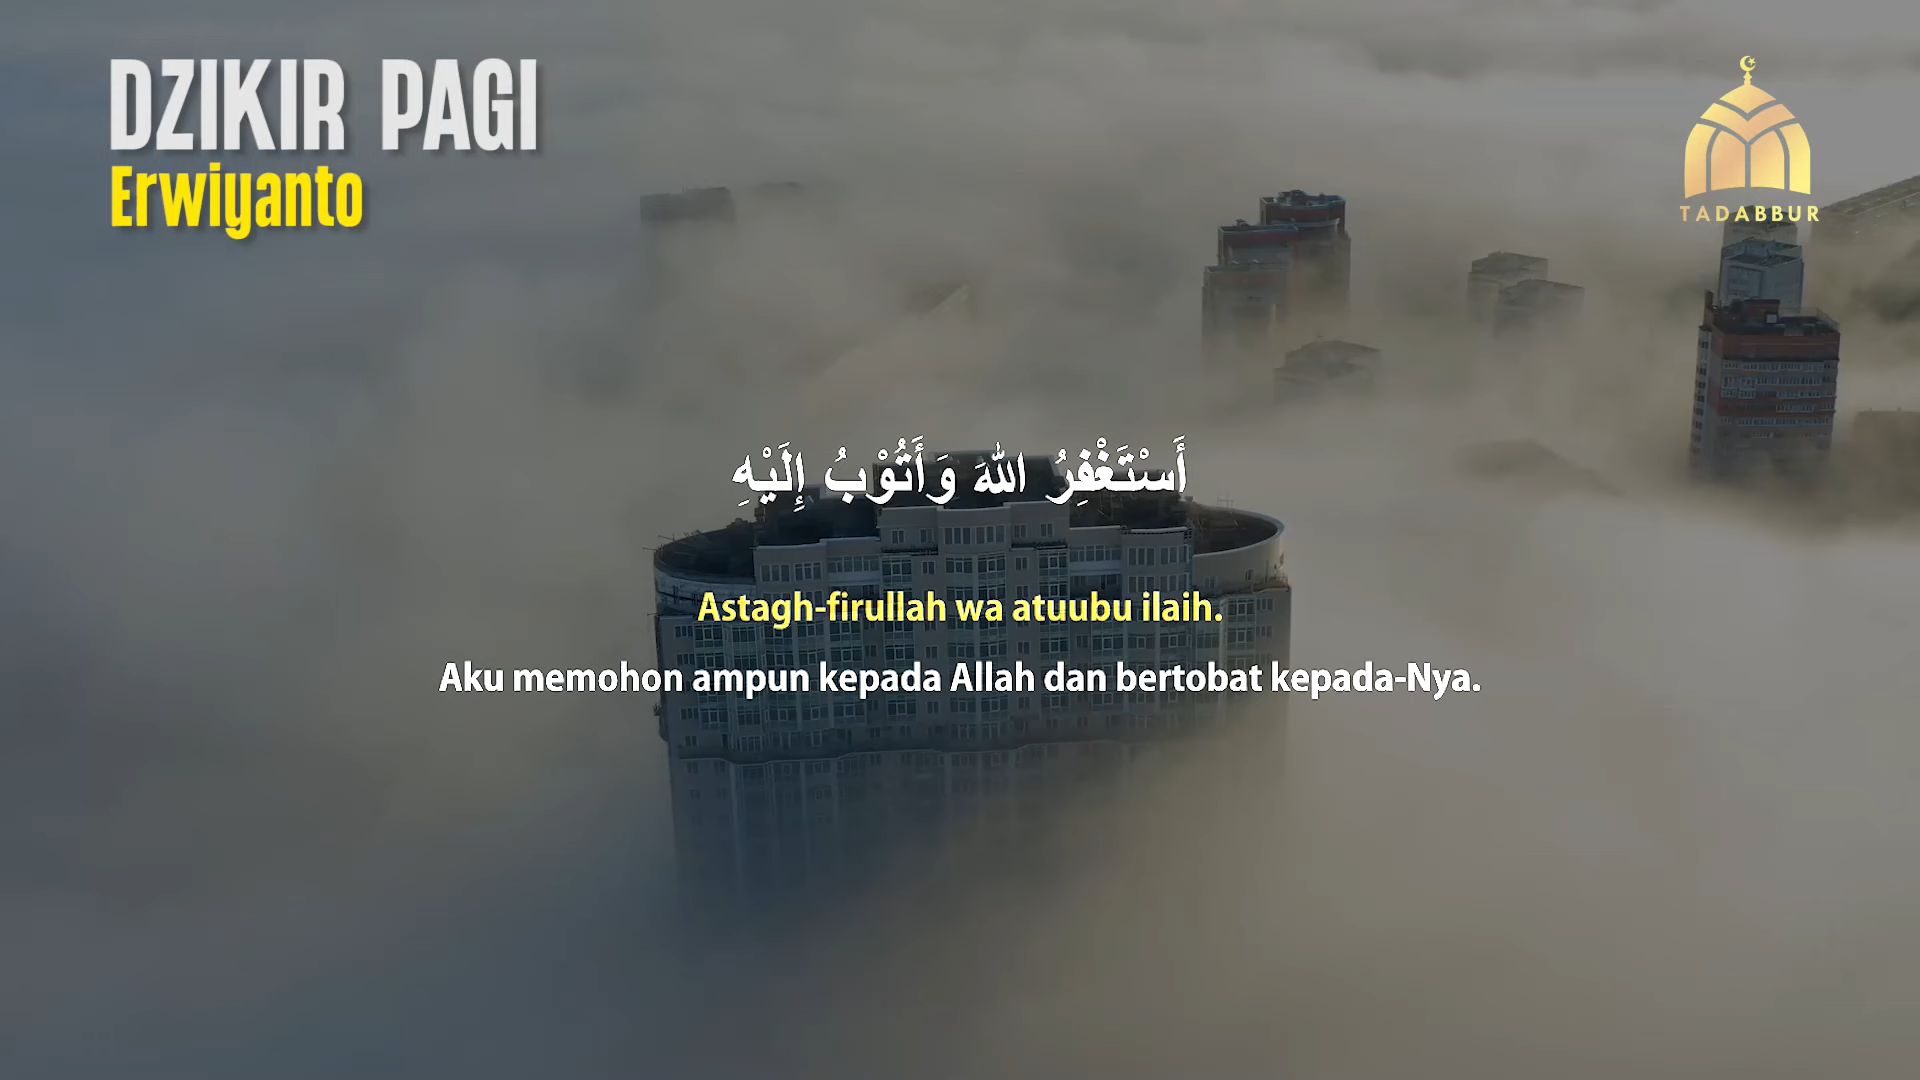 DZIKIR PAGI
Erwiyanto
TADABBUR
أَسْتَغْفِرُ اللهَ وَأَتُوْبُ إِلَيْهِ
Astagh-firullah wa atuubu ilaih.
Aku memohon ampun kepada Allah dan bertobat kepada-Nya.